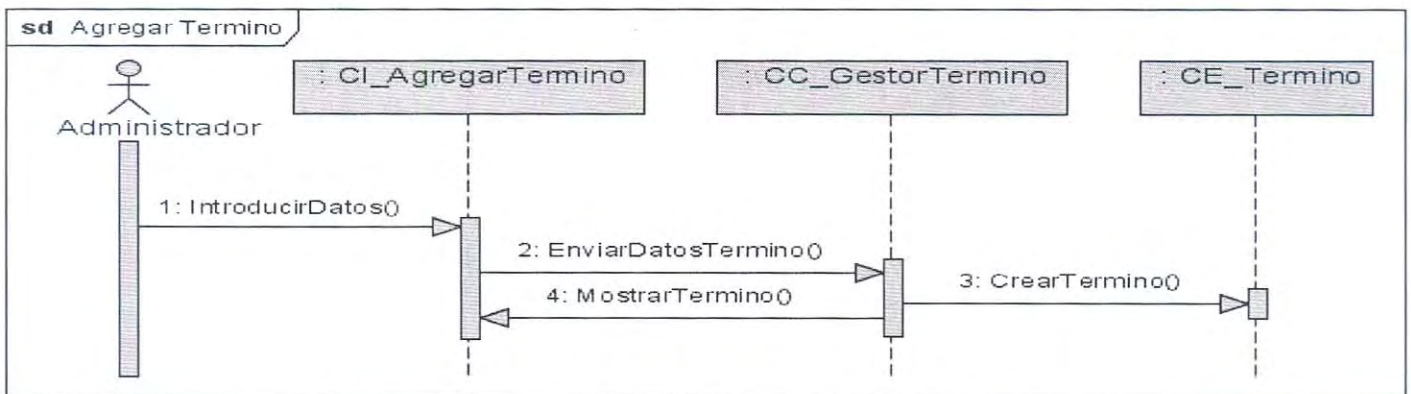 sd Agregar Termino
: CI_AgregarTermino
: CC_GestorTermino
: CE_Termino
Administrador
1: IntroducirDatos()
2: EnviarDatosTermino()
3: CrearTermino()
4: MostrarTermino()